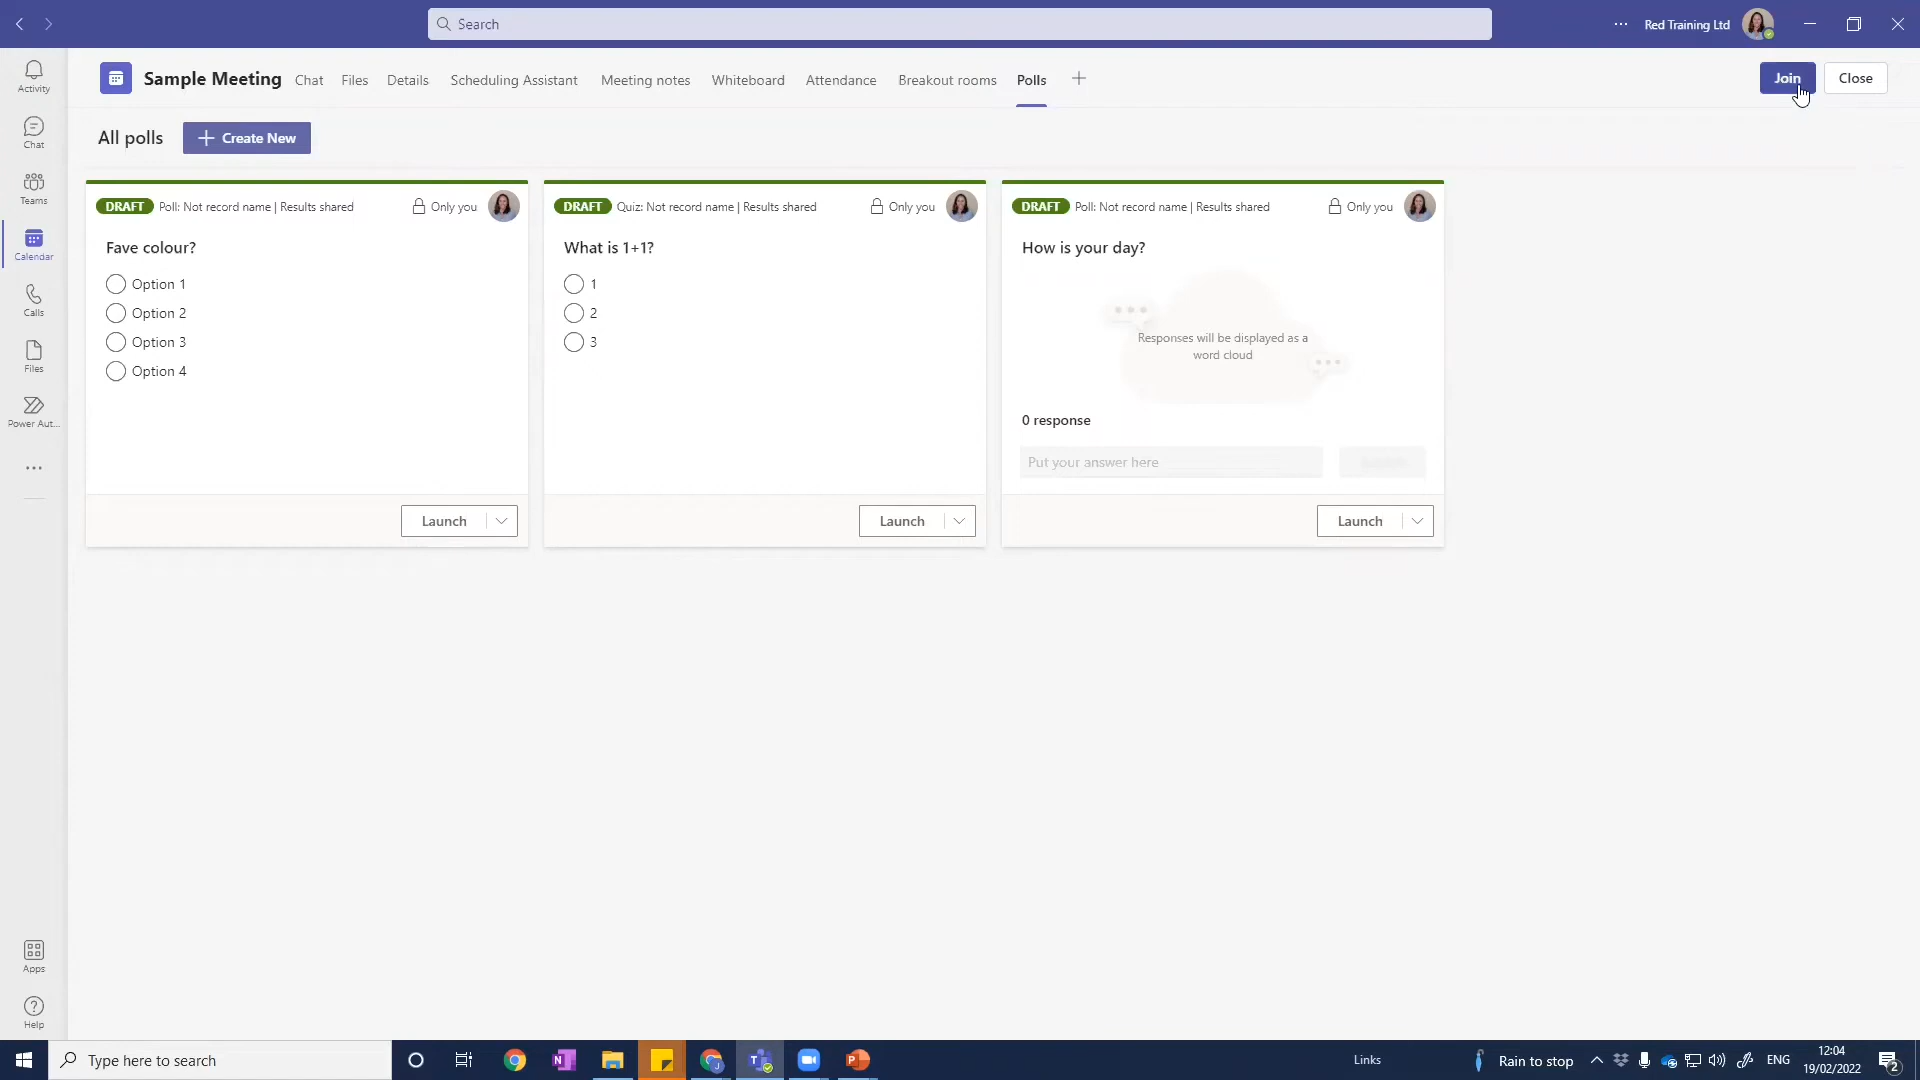 Search
Red Training Ltd
Activity
Chat
Teams
Calendar
Calls
Files
Power Aut...
Apps
Help
Sample Meeting Chat Files Details Scheduling Assistant Meeting notes Whiteboard Attendance Breakout rooms Polls
Join
Close
All polls
Create New
DRAFT Poll: Not record name | Results shared Only you
Fave colour?
Option 1
Option 2
Option 3
Option 4
Launch
DRAFT Quiz: Not record name | Results shared Only you
What is 1+1?
1
2
3
Launch
DRAFT Poll: Not record name | Results shared Only you
How is your day?
Responses will be displayed as a
word cloud
0 response
Put your answer here
Launch
Type here to search
Links
Rain to stop
ENG
12:04
19/02/2022
2